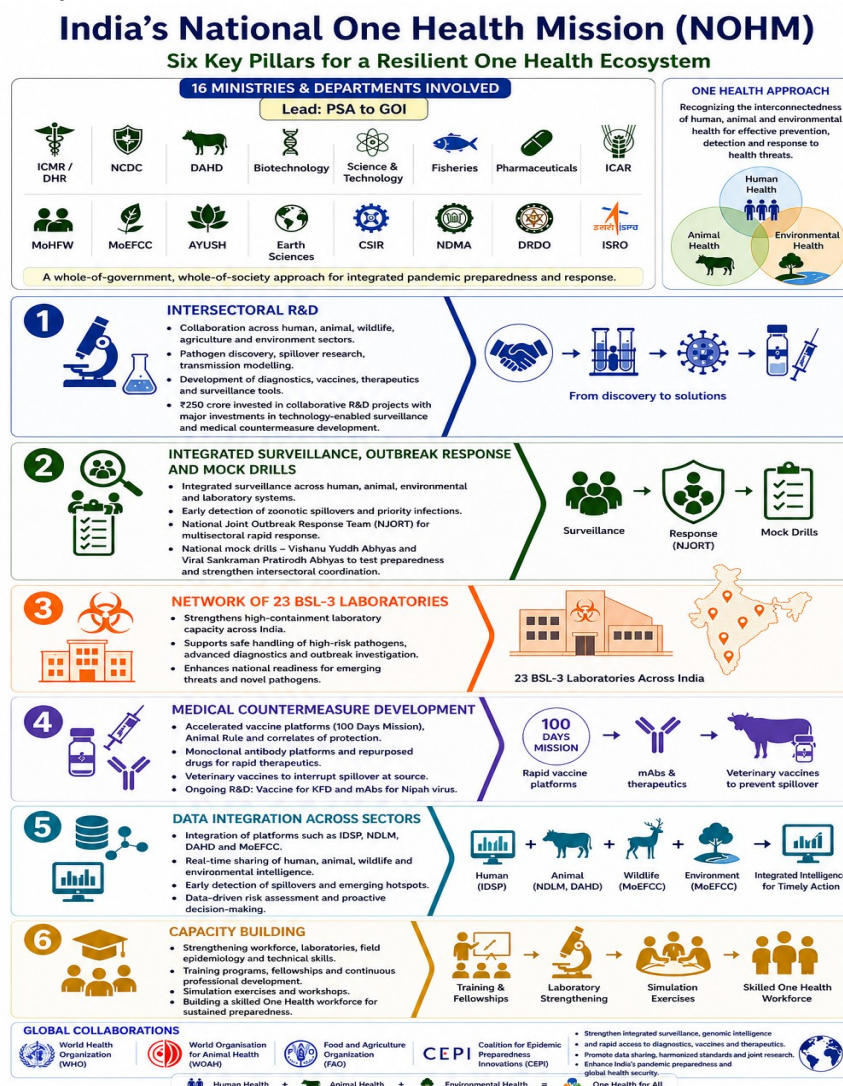 India's National One Health Mission (NOHM)
Six Key Pillars for a Resilient One Health Ecosystem
16 MINISTRIES & DEPARTMENTS INVOLVED
Lead: PSA to GOI
ICMR /
DHR
NCDC
DAHD
Biotechnology
Science &
Technology
Fisheries
Pharmaceuticals
ICAR
MoHFW
MoEFCC
AYUSH
Earth
Sciences
CSIR
NDMA
DRDO
इसरो isro
ISRO
A whole-of-government, whole-of-society approach for integrated pandemic preparedness and response.
ONE HEALTH APPROACH
Recognizing the interconnectedness
of human, animal and environmental
health for effective prevention,
detection and response to
health threats.
Human
Health
Animal
Health
Environmental
Health
1
INTERSECTORAL R&D
• Collaboration across human, animal, wildlife,
agriculture and environment sectors.
• Pathogen discovery, spillover research,
transmission modelling.
• Development of diagnostics, vaccines, therapeutics
and surveillance tools.
• ₹250 crore invested in collaborative R&D projects with
major investments in technology-enabled surveillance
and medical countermeasure development.
From discovery to solutions
2
INTEGRATED SURVEILLANCE, OUTBREAK RESPONSE
AND MOCK DRILLS
• Integrated surveillance across human, animal, environmental
and laboratory systems.
• Early detection of zoonotic spillovers and priority infections.
• National Joint Outbreak Response Team (NJORT) for
multisectoral rapid response.
• National mock drills – Vishanu Yuddh Abhyas and
Viral Sankraman Pratirodh Abhyas to test preparedness
and strengthen intersectoral coordination.
Surveillance
Response
(NJORT)
Mock Drills
3
NETWORK OF 23 BSL-3 LABORATORIES
• Strengthens high-containment laboratory
capacity across India.
• Supports safe handling of high-risk pathogens,
advanced diagnostics and outbreak investigation.
• Enhances national readiness for emerging
threats and novel pathogens.
23 BSL-3 Laboratories Across India
4
MEDICAL COUNTERMEASURE DEVELOPMENT
• Accelerated vaccine platforms (100 Days Mission),
Animal Rule and correlates of protection.
• Monoclonal antibody platforms and repurposed
drugs for rapid therapeutics.
• Veterinary vaccines to interrupt spillover at source.
• Ongoing R&D: Vaccine for KFD and mAbs for Nipah virus.
100
DAYS
MISSION
Rapid vaccine
platforms
mAbs &
therapeutics
Veterinary vaccines
to prevent spillover
5
DATA INTEGRATION ACROSS SECTORS
• Integration of platforms such as IDSP, NDLM,
DAHD and MoEFCC.
• Real-time sharing of human, animal, wildlife and
environmental intelligence.
• Early detection of spillovers and emerging hotspots.
• Data-driven risk assessment and proactive
decision-making.
Human
(IDSP)
+
Animal
(NDLM, DAHD)
+
Wildlife
(MoEFCC)
+
Environment
(MoEFCC)
Integrated Intelligence
for Timely Action
6
CAPACITY BUILDING
• Strengthening workforce, laboratories, field
epidemiology and technical skills.
• Training programs, fellowships and continuous
professional development.
• Simulation exercises and workshops.
• Building a skilled One Health workforce for
sustained preparedness.
Training &
Fellowships
Laboratory
Strengthening
Simulation
Exercises
Skilled One Health
Workforce
GLOBAL COLLABORATIONS
World Health
Organization
(WHO)
World Organisation
for Animal Health
(WOAH)
Food and Agriculture
Organization
(FAO)
CEPI
Coalition for Epidemic
Preparedness
Innovations (CEPI)
• Strengthen integrated surveillance, genomic intelligence
• and rapid access to diagnostics, vaccines and therapeutics.
• Promote data sharing, harmonized standards and joint research.
• Enhance India's pandemic preparedness and
global health security.
Human Health + Animal Health + Environmental Health = One Health for All